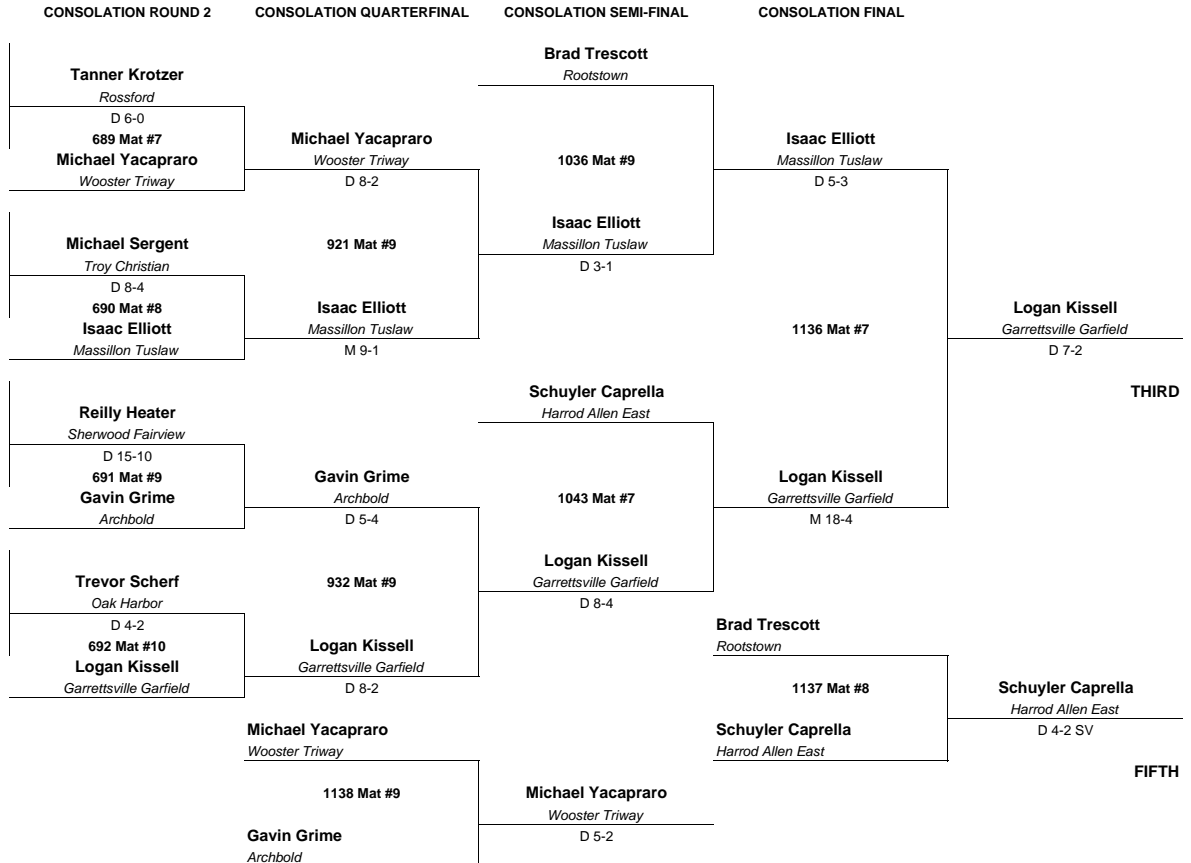 CONSOLATION ROUND 2 CONSOLATION QUARTERFINAL CONSOLATION SEMI-FINAL CONSOLATION FINAL
Tanner Krotzer
Rossford
D 6-0
689 Mat #7
Michael Yacapraro
Wooster Triway
Michael Sergent
Troy Christian
D 8-4
690 Mat #8
Isaac Elliott
Massillon Tuslaw
Reilly Heater
Sherwood Fairview
D 15-10
691 Mat #9
Gavin Grime
Archbold
Trevor Scherf
Oak Harbor
D 4-2
692 Mat #10
Logan Kissell
Garrettsville Garfield
Michael Yacapraro
Wooster Triway
D 8-2
921 Mat #9
Isaac Elliott
Massillon Tuslaw
M 9-1
Gavin Grime
Archbold
D 5-4
932 Mat #9
Logan Kissell
Garrettsville Garfield
D 8-2
Michael Yacapraro
Wooster Triway
1138 Mat #9
Gavin Grime
Archbold
Brad Trescott
Rootstown
1036 Mat #9
Isaac Elliott
Massillon Tuslaw
D 3-1
Schuyler Caprella
Harrod Allen East
1043 Mat #7
Logan Kissell
Garrettsville Garfield
D 8-4
Michael Yacapraro
Wooster Triway
D 5-2
Isaac Elliott
Massillon Tuslaw
D 5-3
1136 Mat #7
Logan Kissell
Garrettsville Garfield
M 18-4
Brad Trescott
Rootstown
1137 Mat #8
Schuyler Caprella
Harrod Allen East
Logan Kissell
Garrettsville Garfield
D 7-2
THIRD
Schuyler Caprella
Harrod Allen East
D 4-2 SV
FIFTH